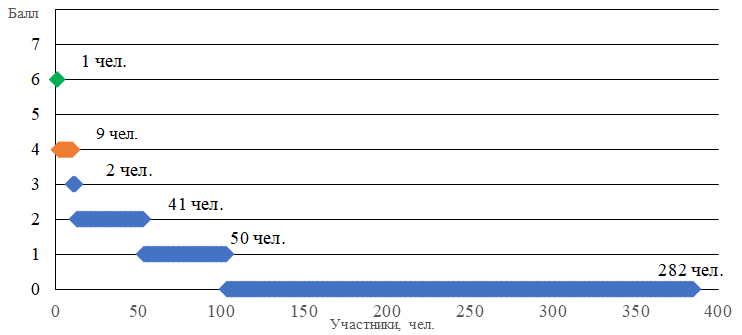 Балл
7
1 чел.
6
5
9 чел.
4
2 чел.
3
41 чел.
2
50 чел.
1
282 чел.
0
0 50 100 150 200 250 300 350 400
Участники, чел.